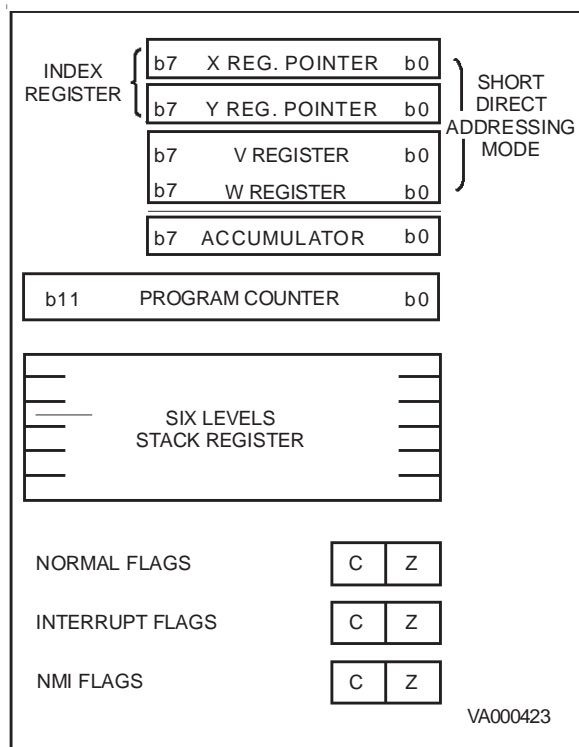 INDEX
REGISTER
b7 X REG. POINTER b0
b7 Y REG. POINTER b0
b7 V REGISTER b0
b7 W REGISTER b0
b7 ACCUMULATOR b0
SHORT
DIRECT
ADDRESSING
MODE
b11 PROGRAM COUNTER b0
SIX LEVELS
STACK REGISTER
NORMAL FLAGS C Z
INTERRUPT FLAGS C Z
NMI FLAGS C Z
VA000423